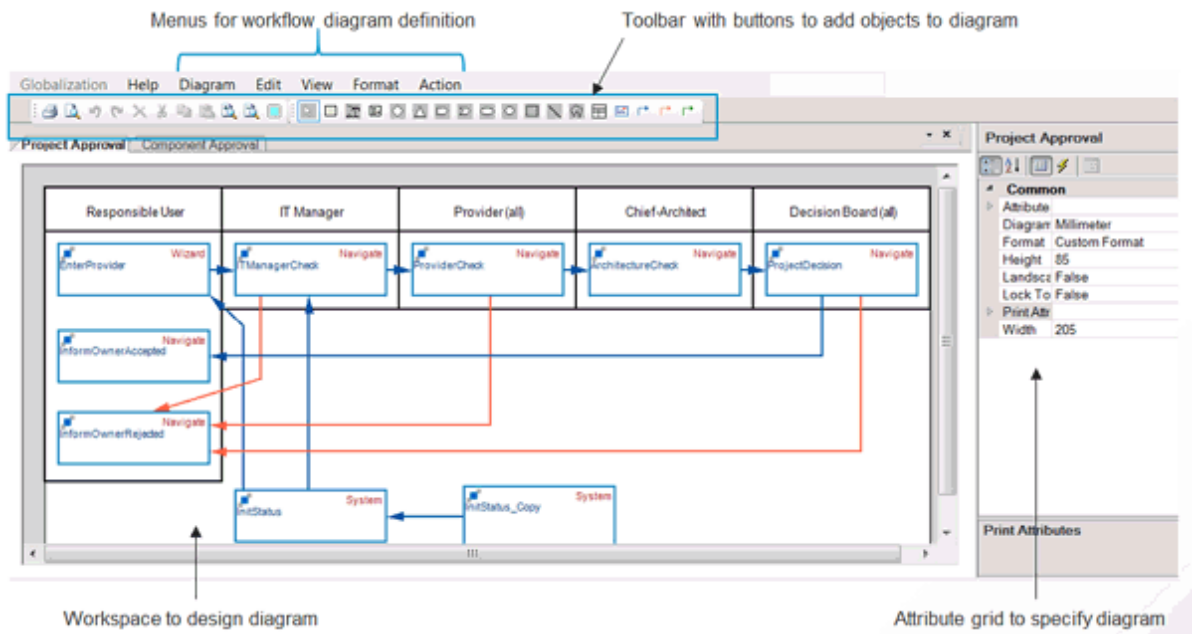 Menus for workflow diagram definition
Toolbar with buttons to add objects to diagram
Globalization Help Diagram Edit View Format Action
Project Approval Component Approval
Project Approval
Responsible User IT Manager Provider (all) Chief-Architect Decision Board (all)
Wizard Navigate Navigate Navigate Navigate
EnterProvider ITManagerCheck ProviderCheck ArchitectureCheck ProjectDecision
Navigate
InformOwnerAccepted
Navigate
InformOwnerRejected
System System
InitStatus InitStatus_Copy
Common
Attribute
Diagram Millimeter
Format Custom Format
Height 85
Landsca False
Lock To False
Print Attr
Width 205
Print Attributes
Workspace to design diagram
Attribute grid to specify diagram